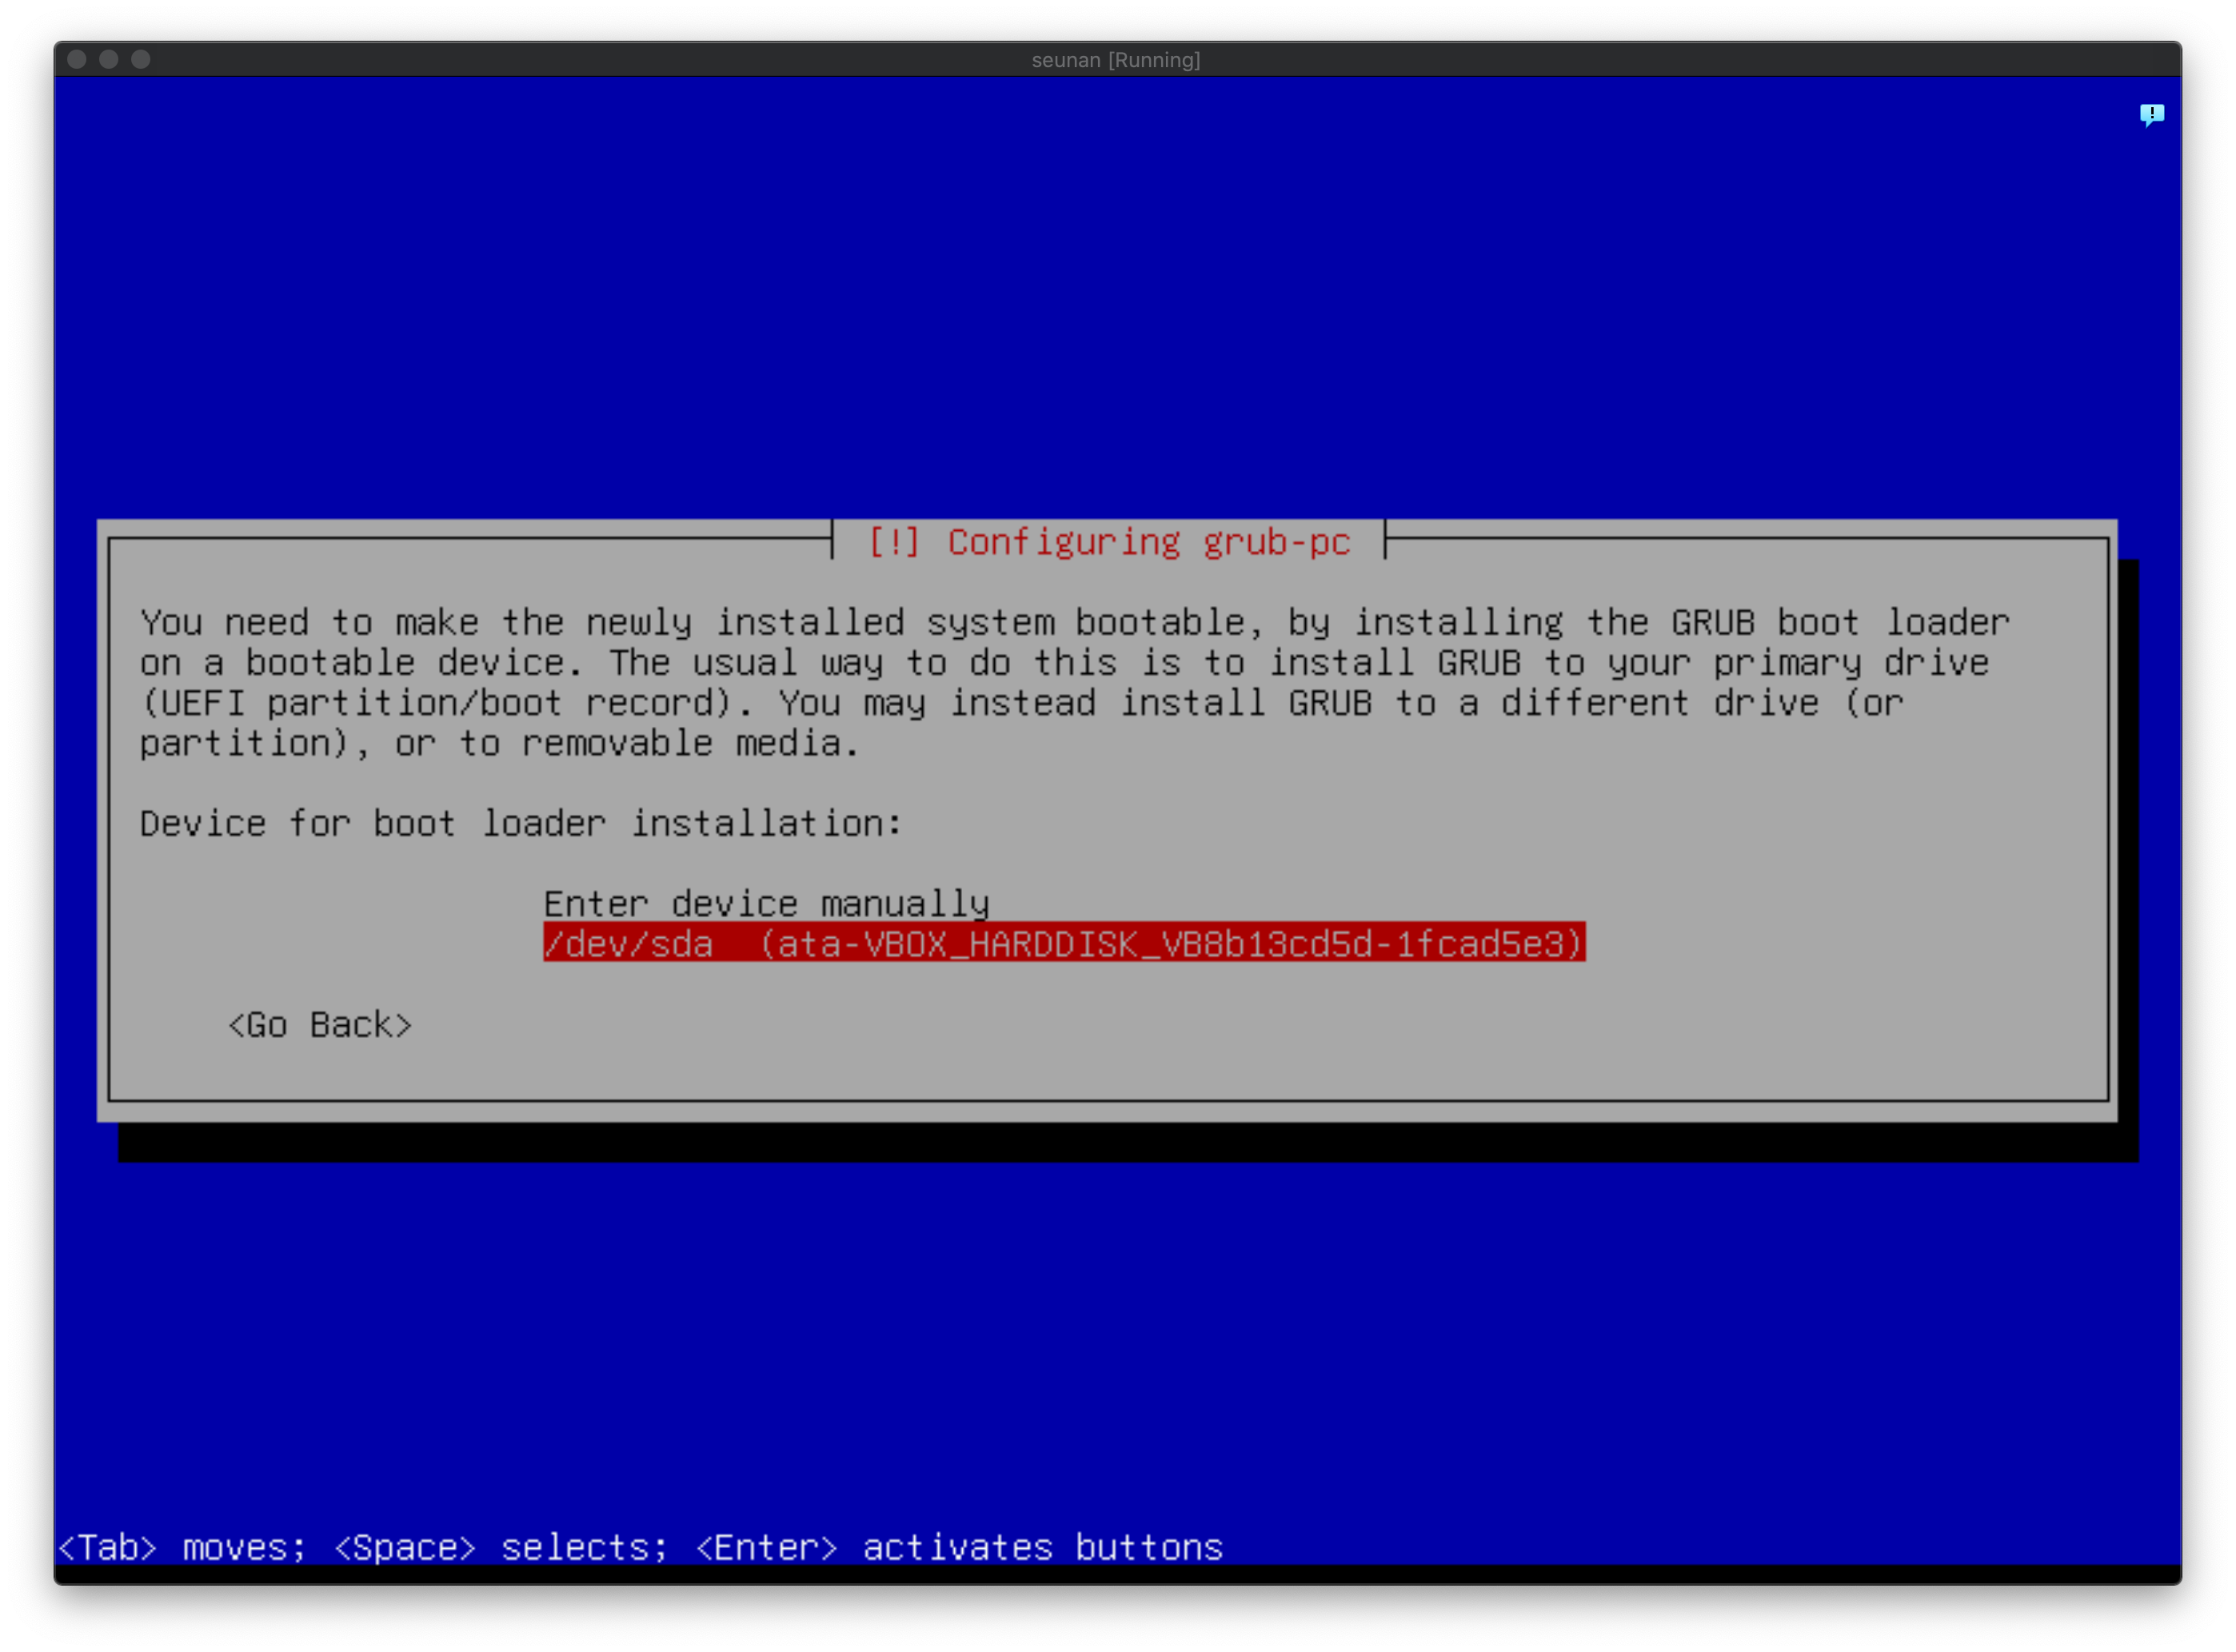 seunan [Running]
[!] Configuring grub-pc
You need to make the newly installed system bootable, by installing the GRUB boot loader
on a bootable device. The usual way to do this is to install GRUB to your primary drive
(UEFI partition/boot record). You may instead install GRUB to a different drive (or
partition), or to removable media.
Device for boot loader installation:
Enter device manually
/dev/sda  (ata-VBOX_HARDDISK_VB8b13cd5d-1fcad5e3)
<Go Back>
<Tab> moves; <Space> selects; <Enter> activates buttons